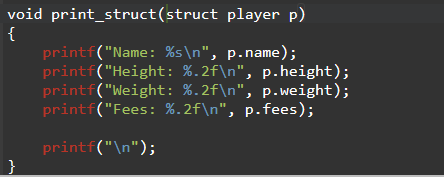 void print_struct(struct player p)
{
    printf("Name: %s\n", p.name);
    printf("Height: %.2f\n", p.height);
    printf("Weight: %.2f\n", p.weight);
    printf("Fees: %.2f\n", p.fees);

    printf("\n");
}